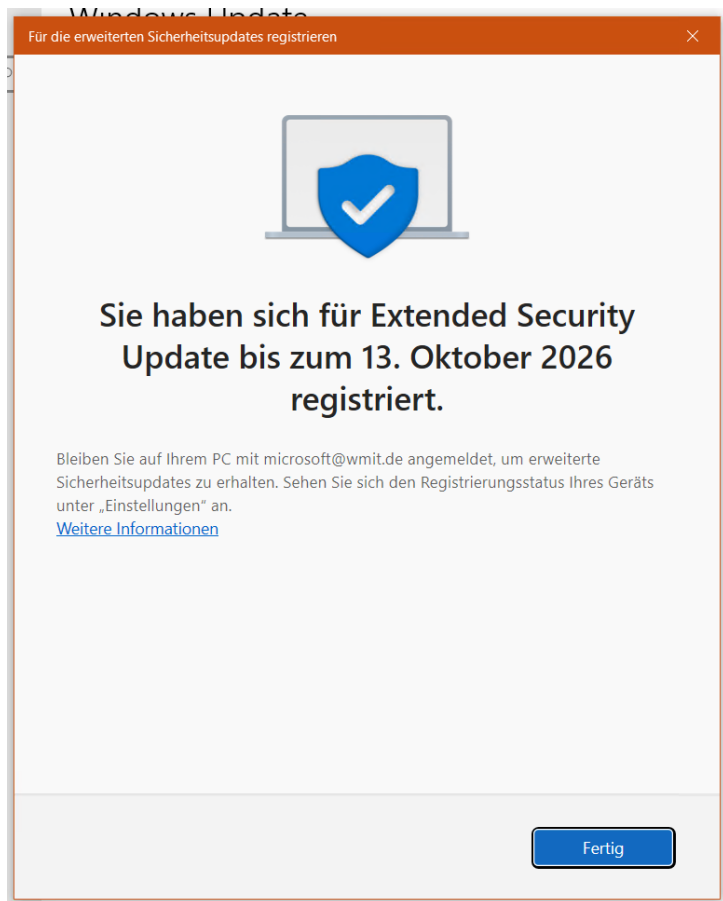 Windows Update
Für die erweiterten Sicherheitsupdates registrieren
Sie haben sich für Extended Security
Update bis zum 13. Oktober 2026
registriert.
Bleiben Sie auf Ihrem PC mit microsoft@wmit.de angemeldet, um erweiterte
Sicherheitsupdates zu erhalten. Sehen Sie sich den Registrierungsstatus Ihres Geräts
unter „Einstellungen“ an.
Weitere Informationen
Fertig